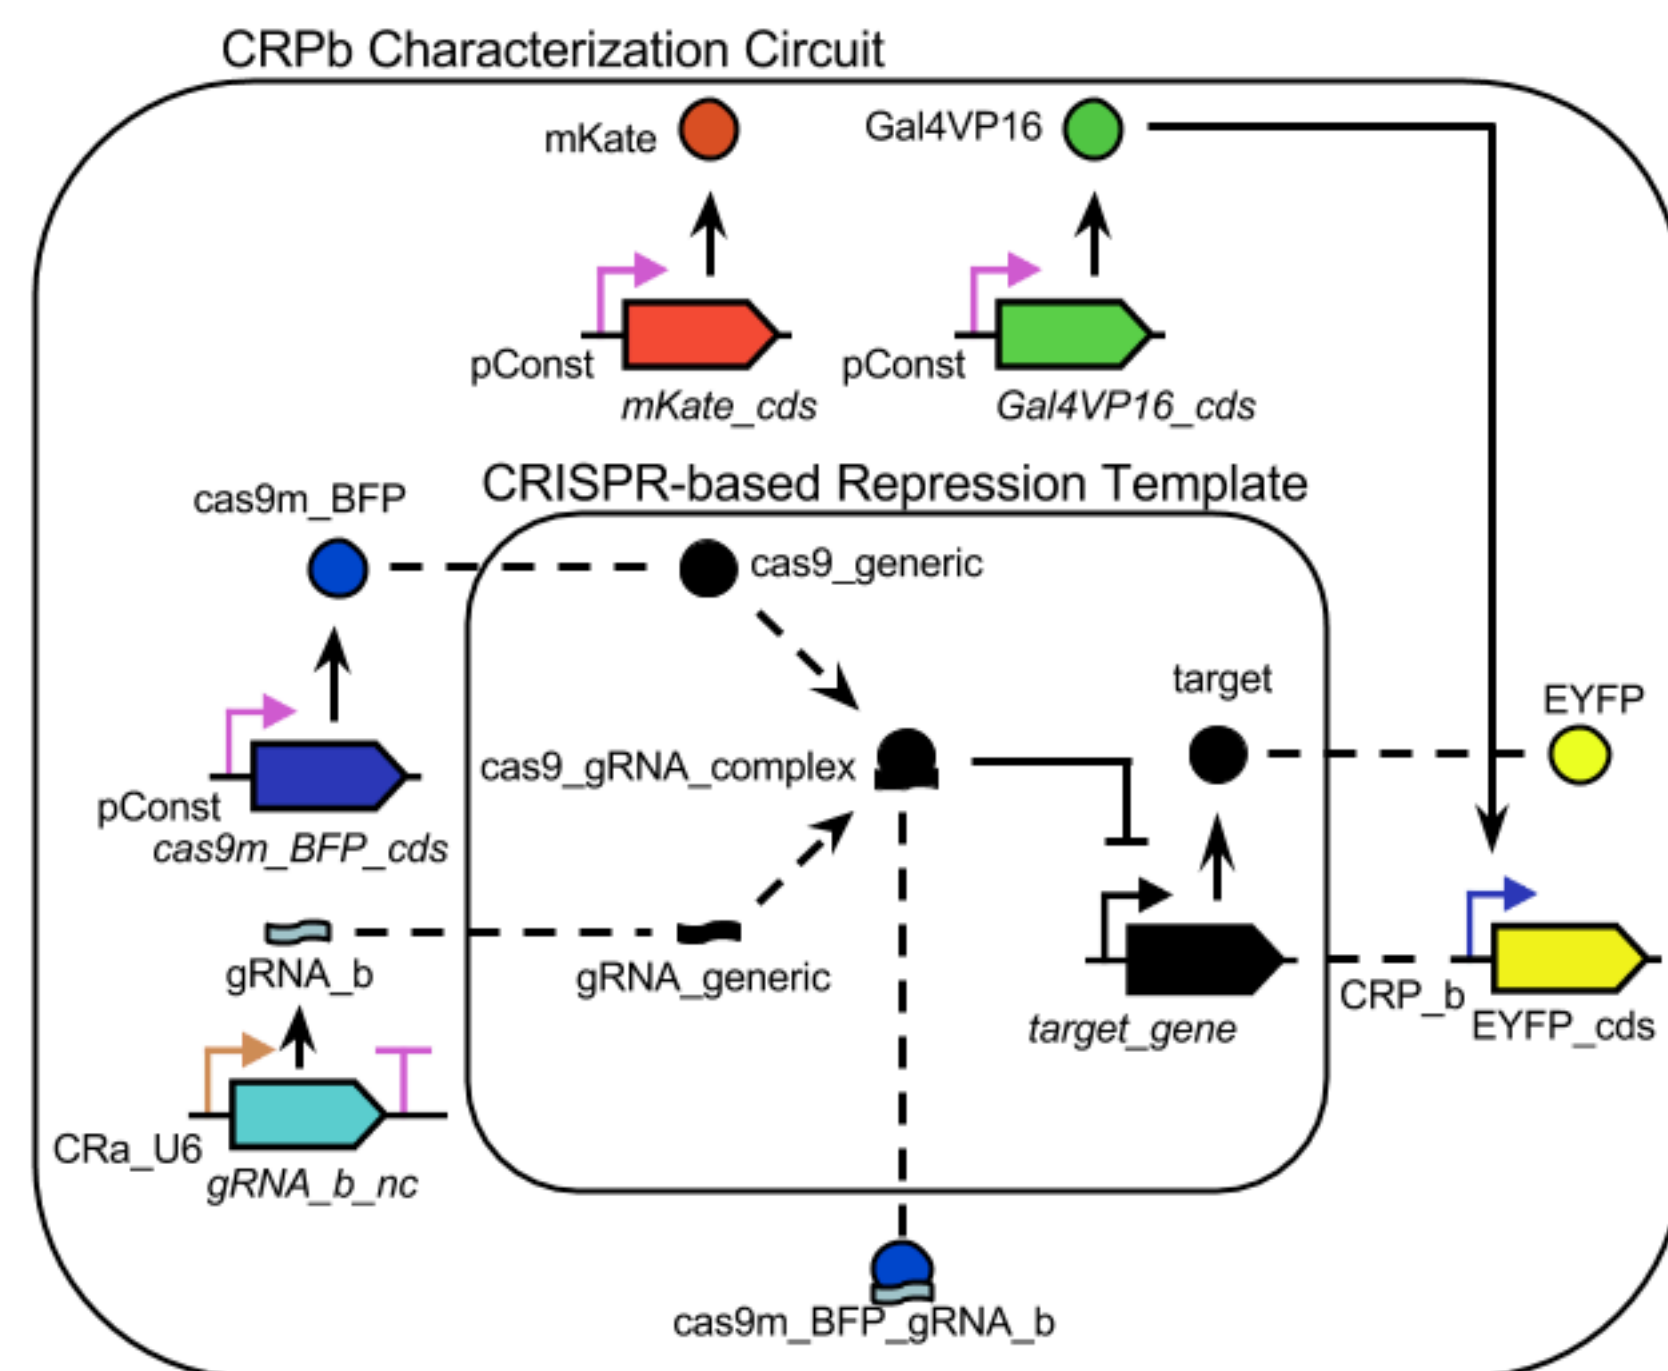 CRPb Characterization Circuit
mKate
Gal4VP16
pConst
mKate_cds
pConst
Gal4VP16_cds
CRISPR-based Repression Template
cas9m_BFP
cas9_generic
target
EYFP
cas9_gRNA_complex
pConst
cas9m_BFP_cds
gRNA_b
gRNA_generic
target_gene
CRP_b
EYFP_cds
CRa_U6
gRNA_b_nc
cas9m_BFP_gRNA_b